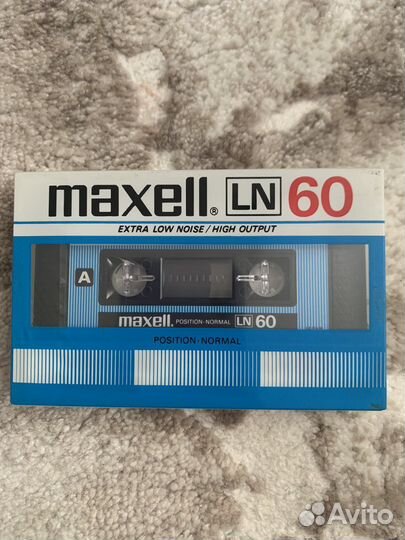 maxell® LN 60
EXTRA LOW NOISE/HIGH OUTPUT
A
maxell. POSITION-NORMAL LN 60
POSITION-NORMAL
Avito